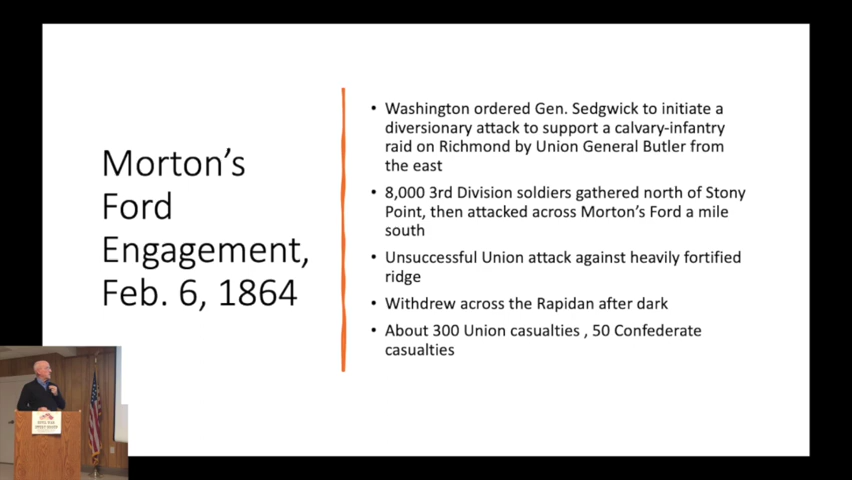 Morton's
Ford
Engagement,
Feb. 6, 1864
• Washington ordered Gen. Sedgwick to initiate a
diversionary attack to support a calvary-infantry
raid on Richmond by Union General Butler from
the east
• 8,000 3rd Division soldiers gathered north of Stony
Point, then attacked across Morton's Ford a mile
south
• Unsuccessful Union attack against heavily fortified
ridge
• Withdrew across the Rapidan after dark
• About 300 Union casualties , 50 Confederate
casualties